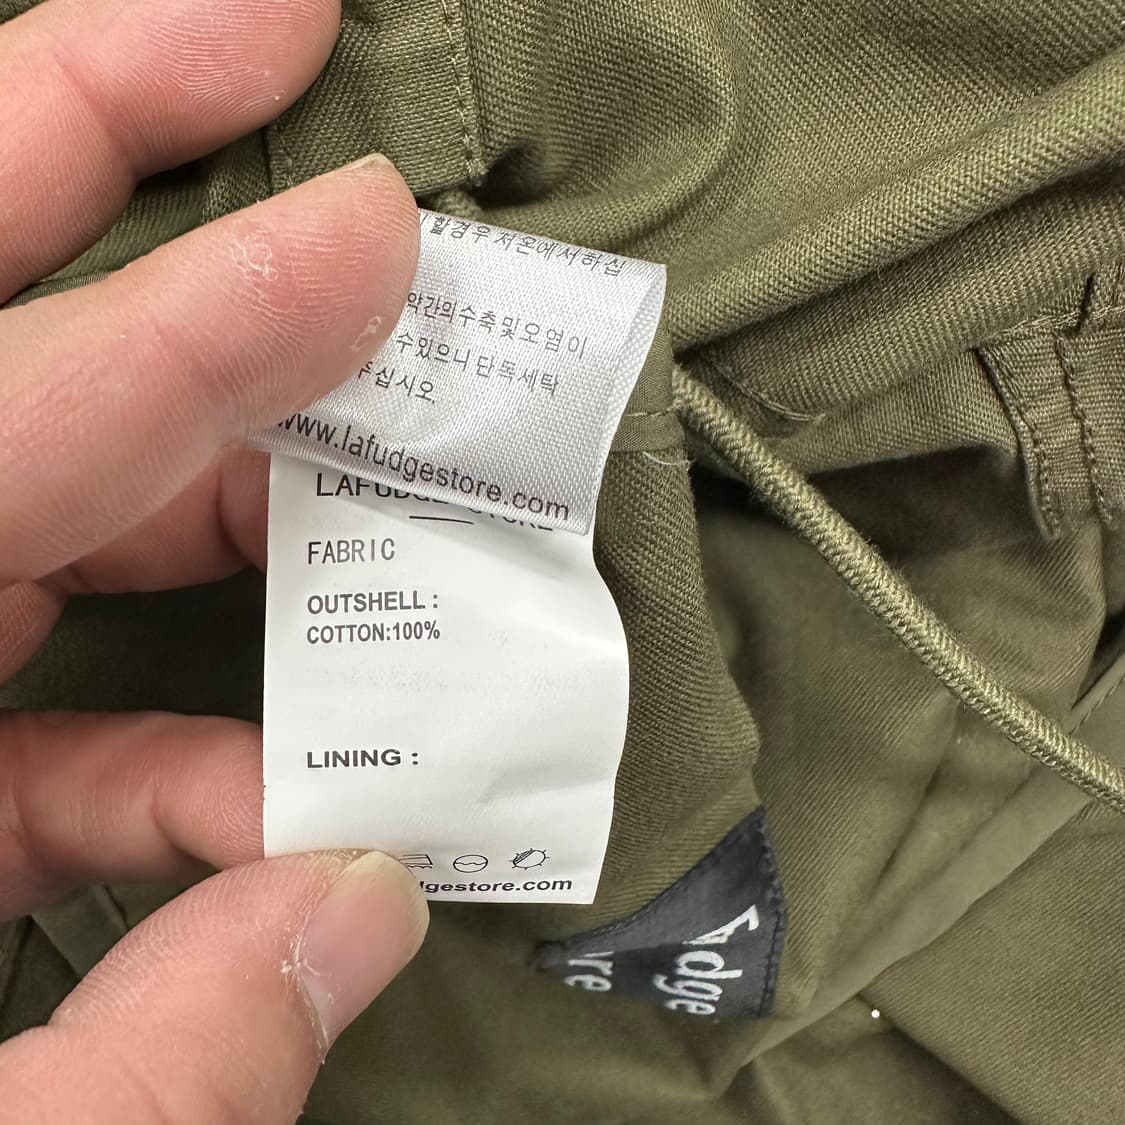 할경우 저온에서하십
약간의수축및오염이
수있으니 단독세탁
주십시오
www.lafudgestore.com
FABRIC
OUTSHELL :
COTTON:100%
LINING :
dgestore.com